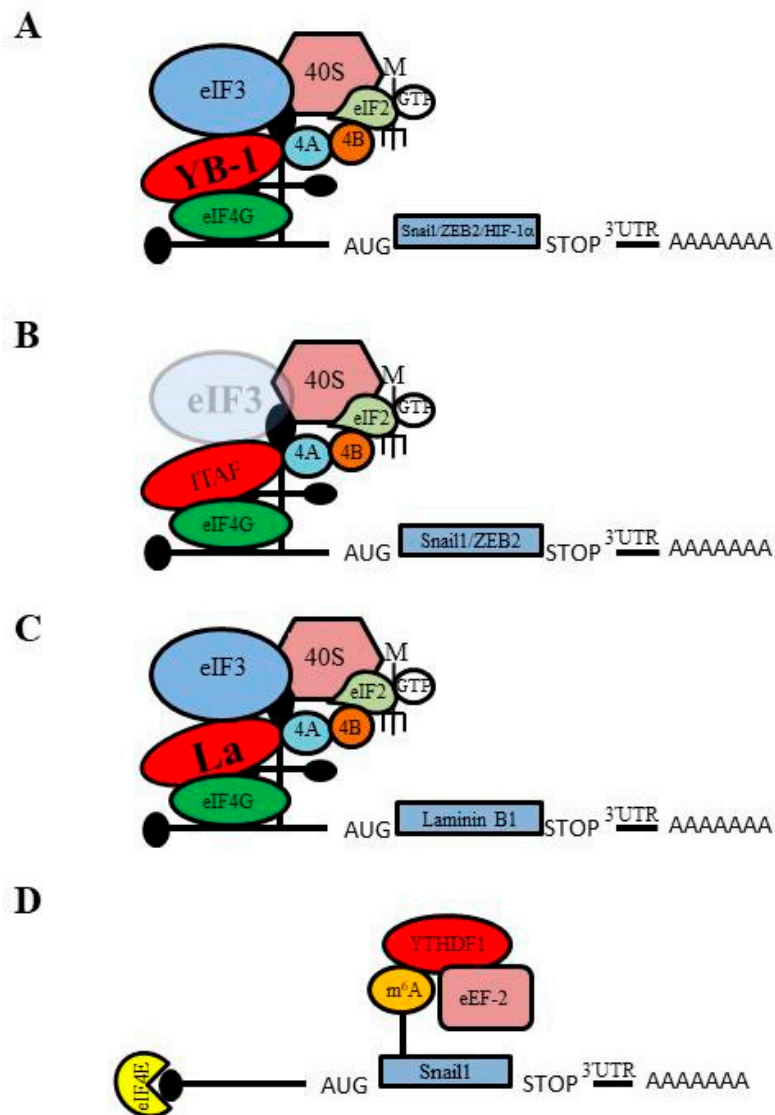 A
eIF3
40S
M
GTP
eIF2
4A
4B
YB-1
eIF4G
AUG
Snail/ZEB2/HIF-1α
STOP
3'UTR
AAAAAAA
B
eIF3
40S
M
GTP
eIF2
4A
4B
ITAF
eIF4G
AUG
Snail1/ZEB2
STOP
3'UTR
AAAAAAA
C
eIF3
40S
M
GTP
eIF2
4A
4B
La
eIF4G
AUG
Laminin B1
STOP
3'UTR
AAAAAAA
D
YTHDF1
m⁶A
eEF-2
eIF4E
AUG
Snail1
STOP
3'UTR
AAAAAAA